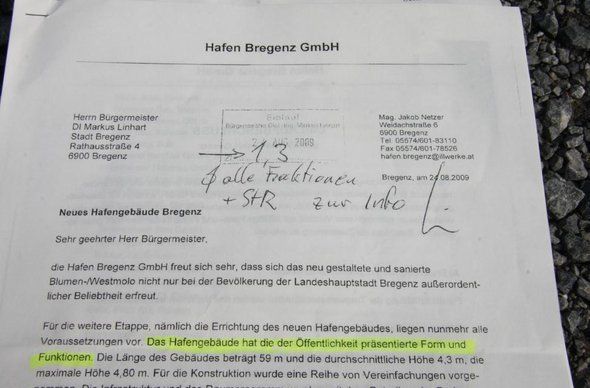 Hafen Bregenz GmbH
Herrn Bürgermeister
DI Markus Linhart
Stadt Bregenz
Rathausstraße 4
6900 Bregenz
Einlauf
2009
→ 1,3
alle Fraktionen
+ StR zur Info
Mag. Jakob Netzer
Weidachstraße 6
6900 Bregenz
Tel: 05574/601-83110
Fax 05574/601-78526
hafen bregenz@illwerke.at
Bregenz, am 24.08.2009
Neues Hafengebäude Bregenz
Sehr geehrter Herr Bürgermeister,
die Hafen Bregenz GmbH freut sich sehr, dass sich das neu gestaltete und sanierte
Blumen-/Westmolo nicht nur bei der Bevölkerung der Landeshauptstadt Bregenz außerordent-
licher Beliebtheit erfreut.
Für die weitere Etappe, nämlich die Errichtung des neuen Hafengebäudes, liegen nunmehr alle
Voraussetzungen vor. Das Hafengebäude hat die der Öffentlichkeit präsentierte Form und
Funktionen. Die Länge des Gebäudes beträgt 59 m und die durchschnittliche Höhe 4,3 m, die
maximale Höhe 4,80 m. Für die Konstruktion wurde eine Reihe von Vereinfachungen vorge-